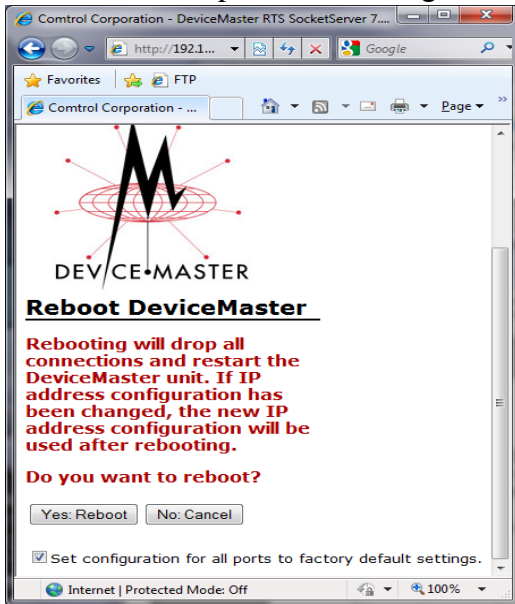 Comtrol Corporation - DeviceMaster RTS SocketServer 7....
http://192.1...
Google
Favorites
FTP
Comtrol Corporation - ...
Page
DEVICE•MASTER
Reboot DeviceMaster
Rebooting will drop all
connections and restart the
DeviceMaster unit. If IP
address configuration has
been changed, the new IP
address configuration will be
used after rebooting.
Do you want to reboot?
Yes: Reboot
No: Cancel
Set configuration for all ports to factory default settings.
Internet | Protected Mode: Off
100%